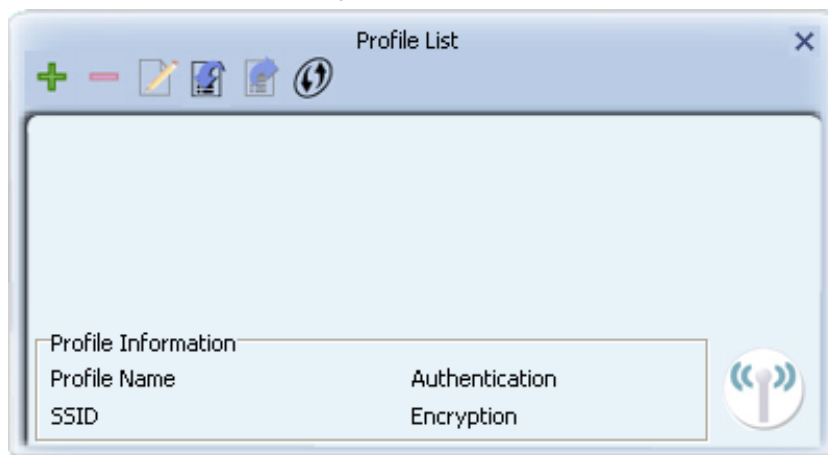 Profile List
Profile Information
Profile Name Authentication
SSID Encryption